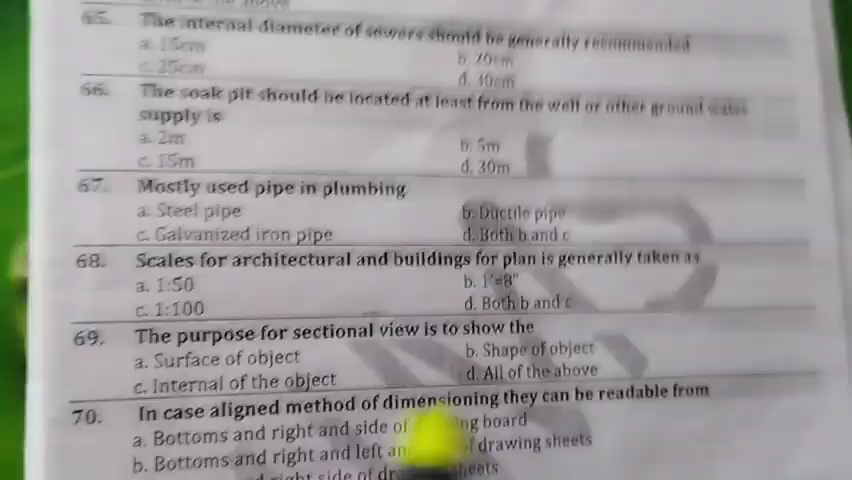 65. The internal diameter of sewers should be generally recommended
a. 15cm b. 20cm
c. 25cm d. 40cm
66. The soak pit should be located at least from the well or other ground water
supply is
a. 2m b. 5m
c. 15m d. 30m
67. Mostly used pipe in plumbing
a. Steel pipe b. Ductile pipe
c. Galvanized iron pipe d. Both b and c
68. Scales for architectural and buildings for plan is generally taken as
a. 1:50 b. 1"=8"
c. 1:100 d. Both b and c
69. The purpose for sectional view is to show the
a. Surface of object b. Shape of object
c. Internal of the object d. All of the above
70. In case aligned method of dimensioning they can be readable from
a. Bottoms and right and side of board
b. Bottoms and right and left drawing sheets
right side of